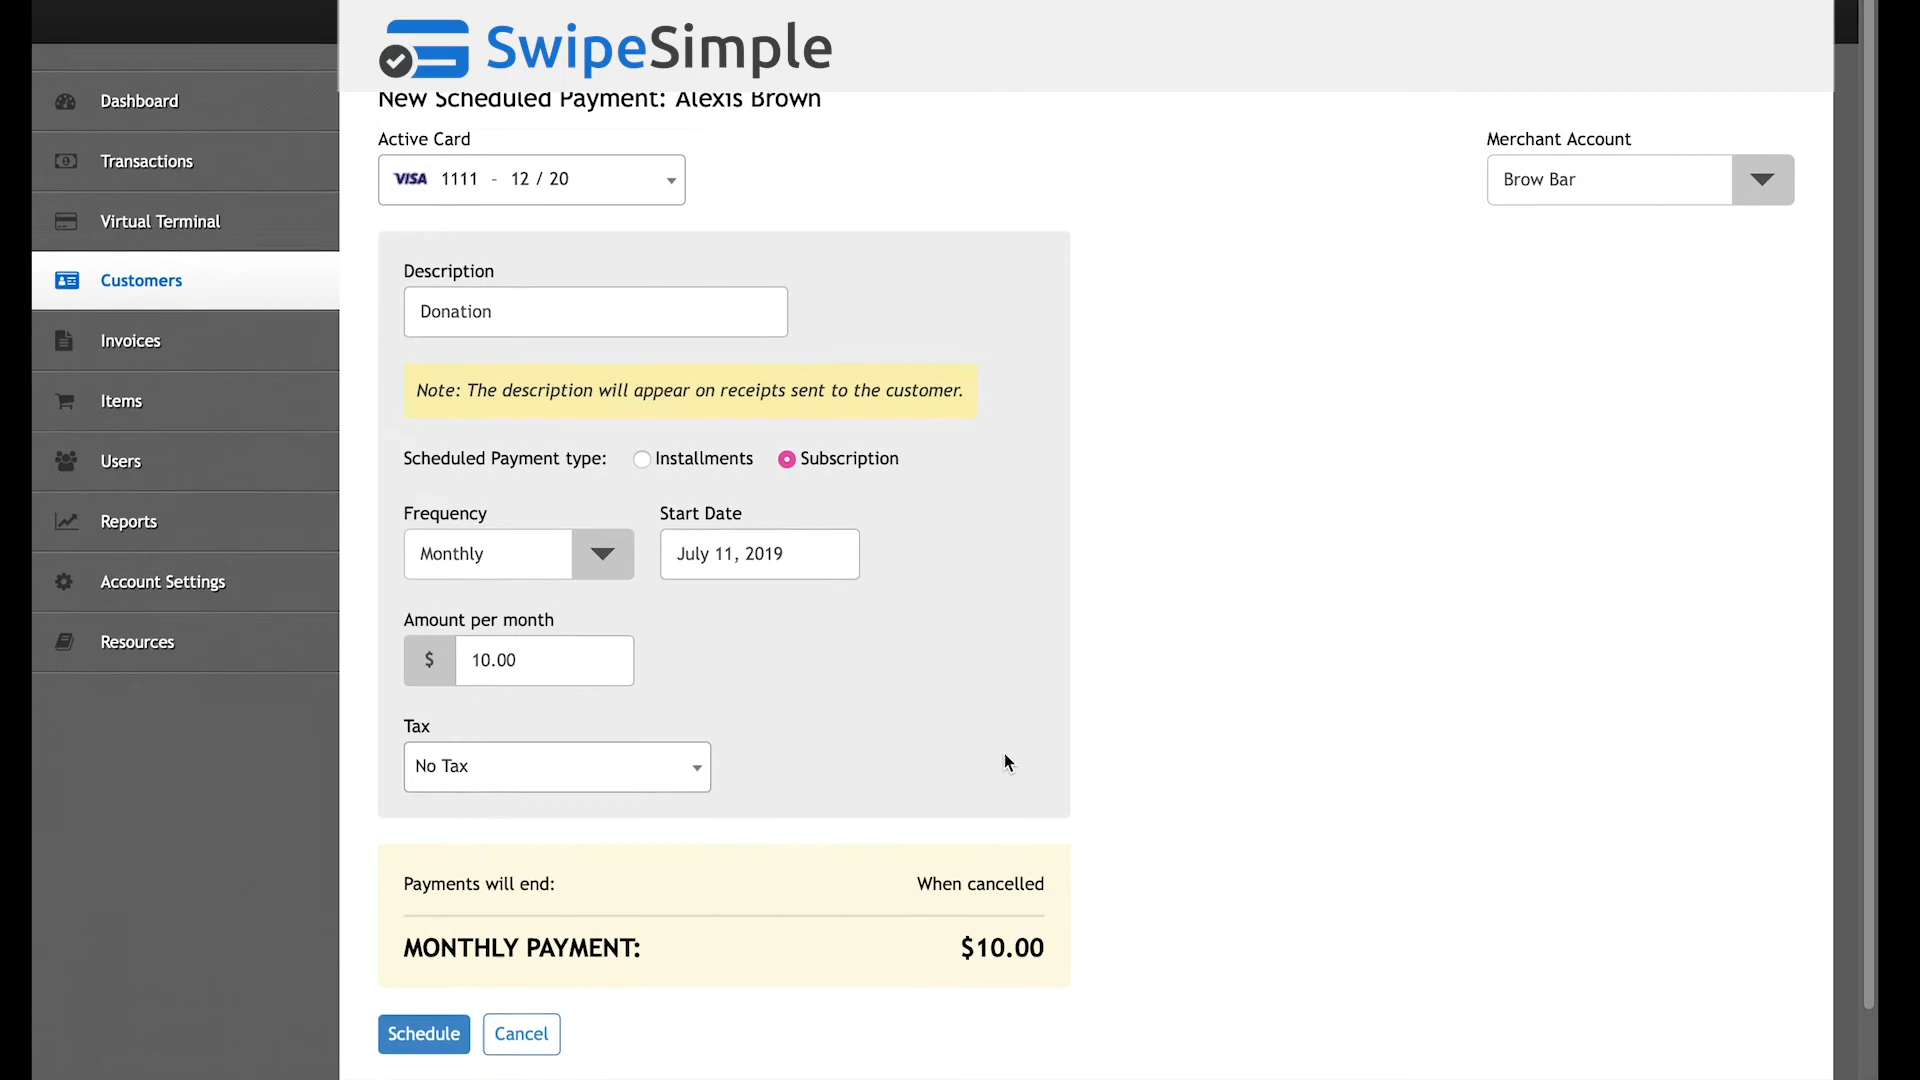 SwipeSimple
New Scheduled Payment: Alexis Brown
Dashboard
Transactions
Virtual Terminal
Customers
Invoices
Items
Users
Reports
Account Settings
Resources
Active Card
VISA 1111 - 12 / 20
Merchant Account
Brow Bar
Description
Donation
Note: The description will appear on receipts sent to the customer.
Scheduled Payment type: Installments Subscription
Frequency Start Date
Monthly July 11, 2019
Amount per month
$ 10.00
Tax
No Tax
Payments will end: When cancelled
MONTHLY PAYMENT: $10.00
Schedule Cancel